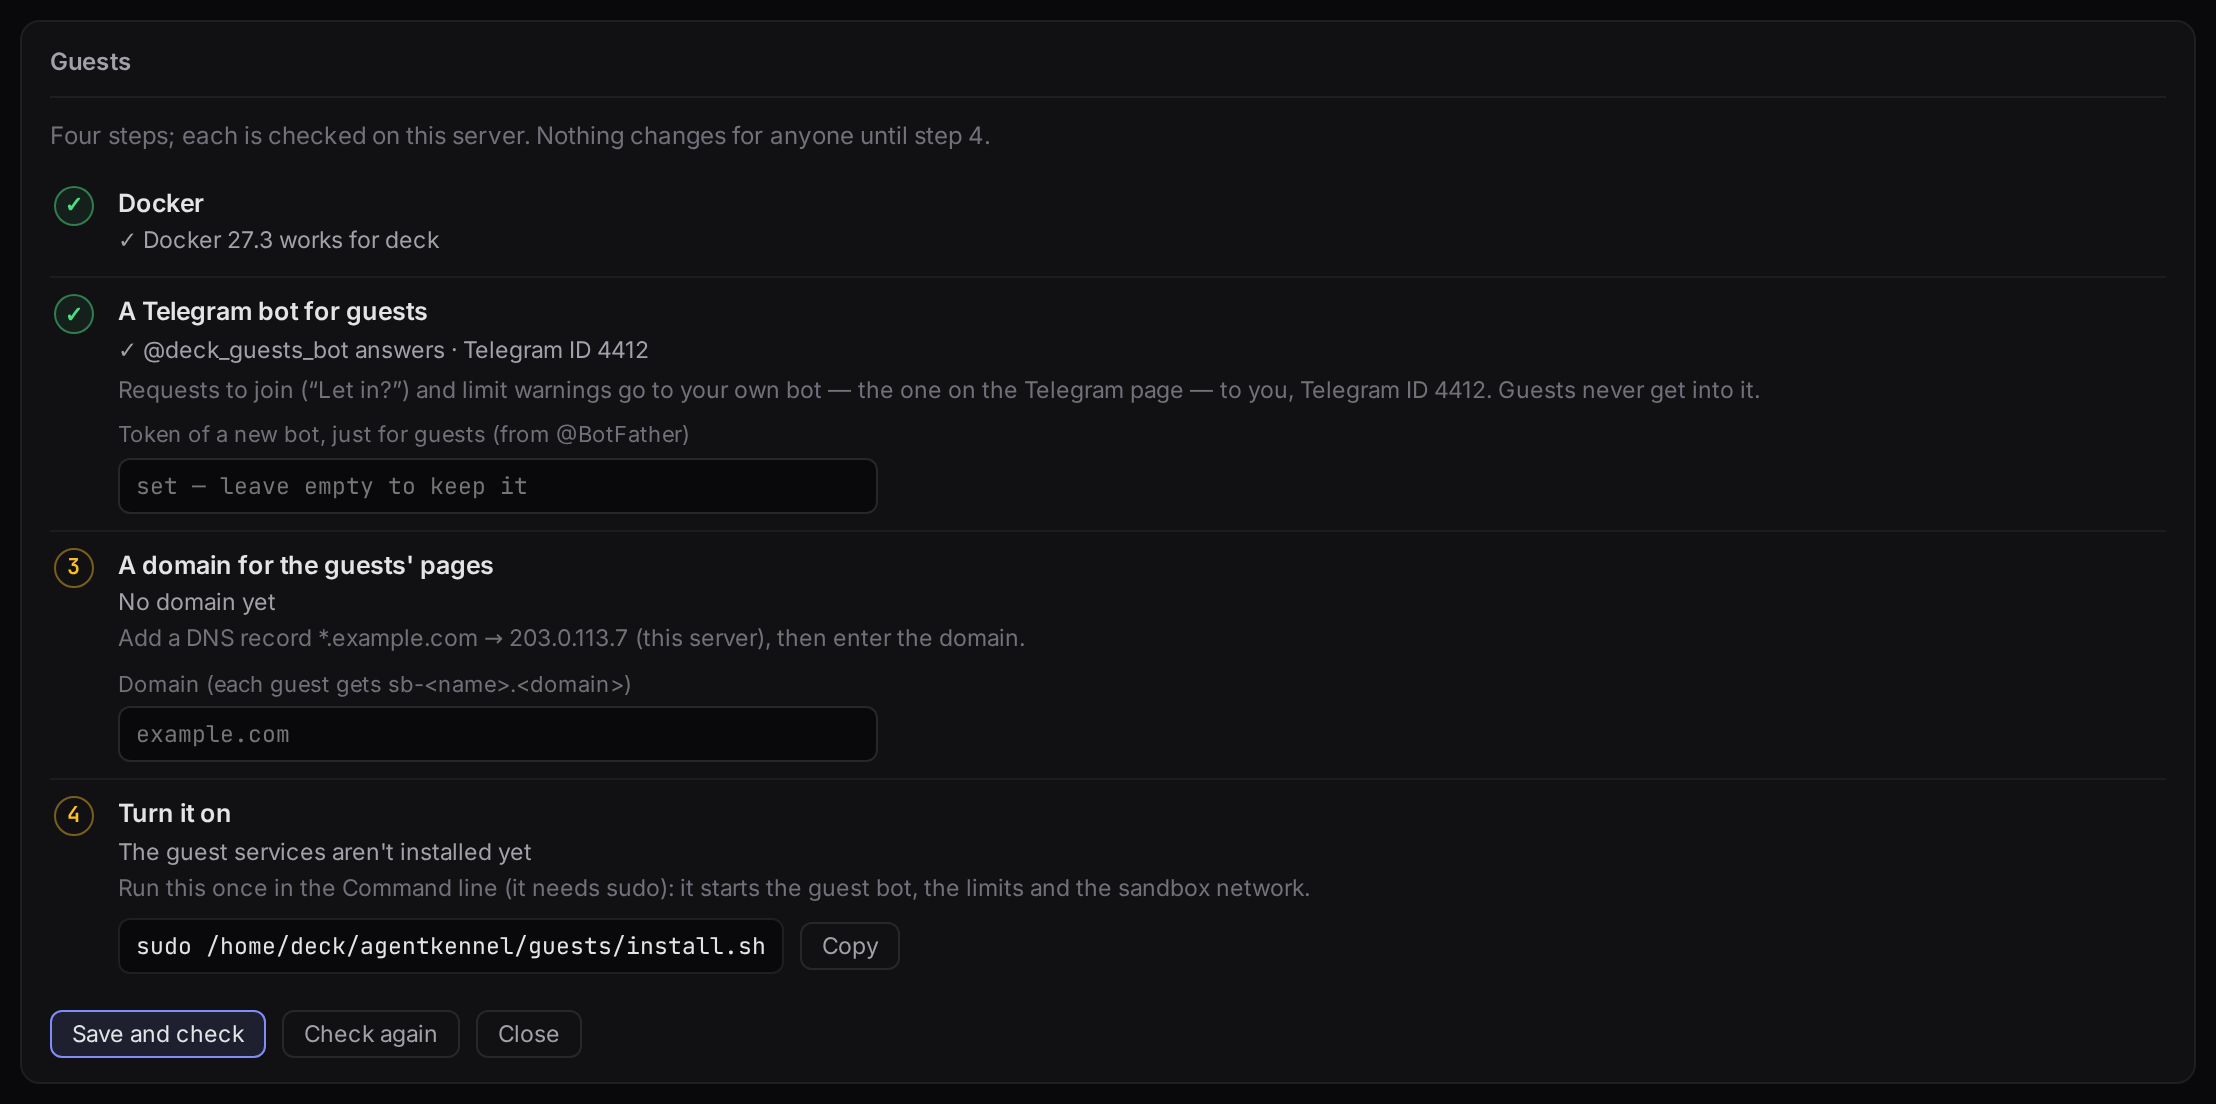 Guests
Four steps; each is checked on this server. Nothing changes for anyone until step 4.
✓ Docker
✓ Docker 27.3 works for deck
✓ A Telegram bot for guests
✓ @deck_guests_bot answers · Telegram ID 4412
Requests to join (“Let in?”) and limit warnings go to your own bot — the one on the Telegram page — to you, Telegram ID 4412. Guests never get into it.
Token of a new bot, just for guests (from @BotFather)
set — leave empty to keep it
3 A domain for the guests' pages
No domain yet
Add a DNS record *.example.com → 203.0.113.7 (this server), then enter the domain.
Domain (each guest gets sb-<name>.<domain>)
example.com
4 Turn it on
The guest services aren't installed yet
Run this once in the Command line (it needs sudo): it starts the guest bot, the limits and the sandbox network.
sudo /home/deck/agentkennel/guests/install.sh Copy
Save and check Check again Close